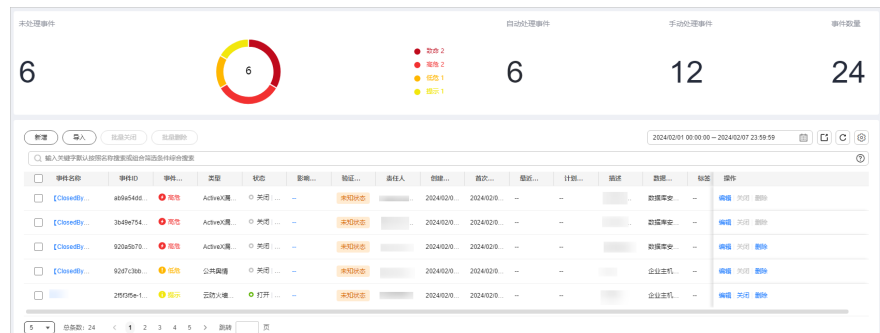 未处理事件 自动处理事件 手动处理事件 事件数量
6 6 6 12 24
致命 2
高危 2
低危 1
提示 1
新增 导入 批量关闭 批量删除 2024/02/01 00:00:00 – 2024/02/07 23:59:59
输入关键字默认按照名称搜索或组合筛选条件综合搜索
事件名称 事件ID 事件... 类型 状态 影响... 验证... 责任人 创建... 首次... 最近... 计划... 描述 数据... 标签 操作
【ClosedBy... ab9a54dd... 高危 ActiveX漏... 关闭 ... -- 未知状态 2024/02/0... 2024/02/0... -- -- 数据库安... -- 编辑 关闭 删除
【ClosedBy... 3b49e754... 高危 ActiveX漏... 关闭 ... -- 未知状态 2024/02/0... 2024/02/0... -- -- 数据库安... -- 编辑 关闭 删除
【ClosedBy... 920a5b70... 高危 ActiveX漏... 关闭 ... -- 未知状态 2024/02/0... 2024/02/0... -- -- 数据库安... -- 编辑 关闭 删除
【ClosedBy... 92d7c3bb... 低危 公共舆情 关闭 ... -- 未知状态 2024/02/0... 2024/02/0... -- -- 企业主机... -- 编辑 关闭 删除
2f5f3f5e-1... 提示 云防火墙... 打开 ... -- 未知状态 2024/02/0... 2024/02/0... -- -- 企业主机... -- 编辑 关闭 删除
5 总条数: 24 < 1 2 3 4 5 > 跳转 页